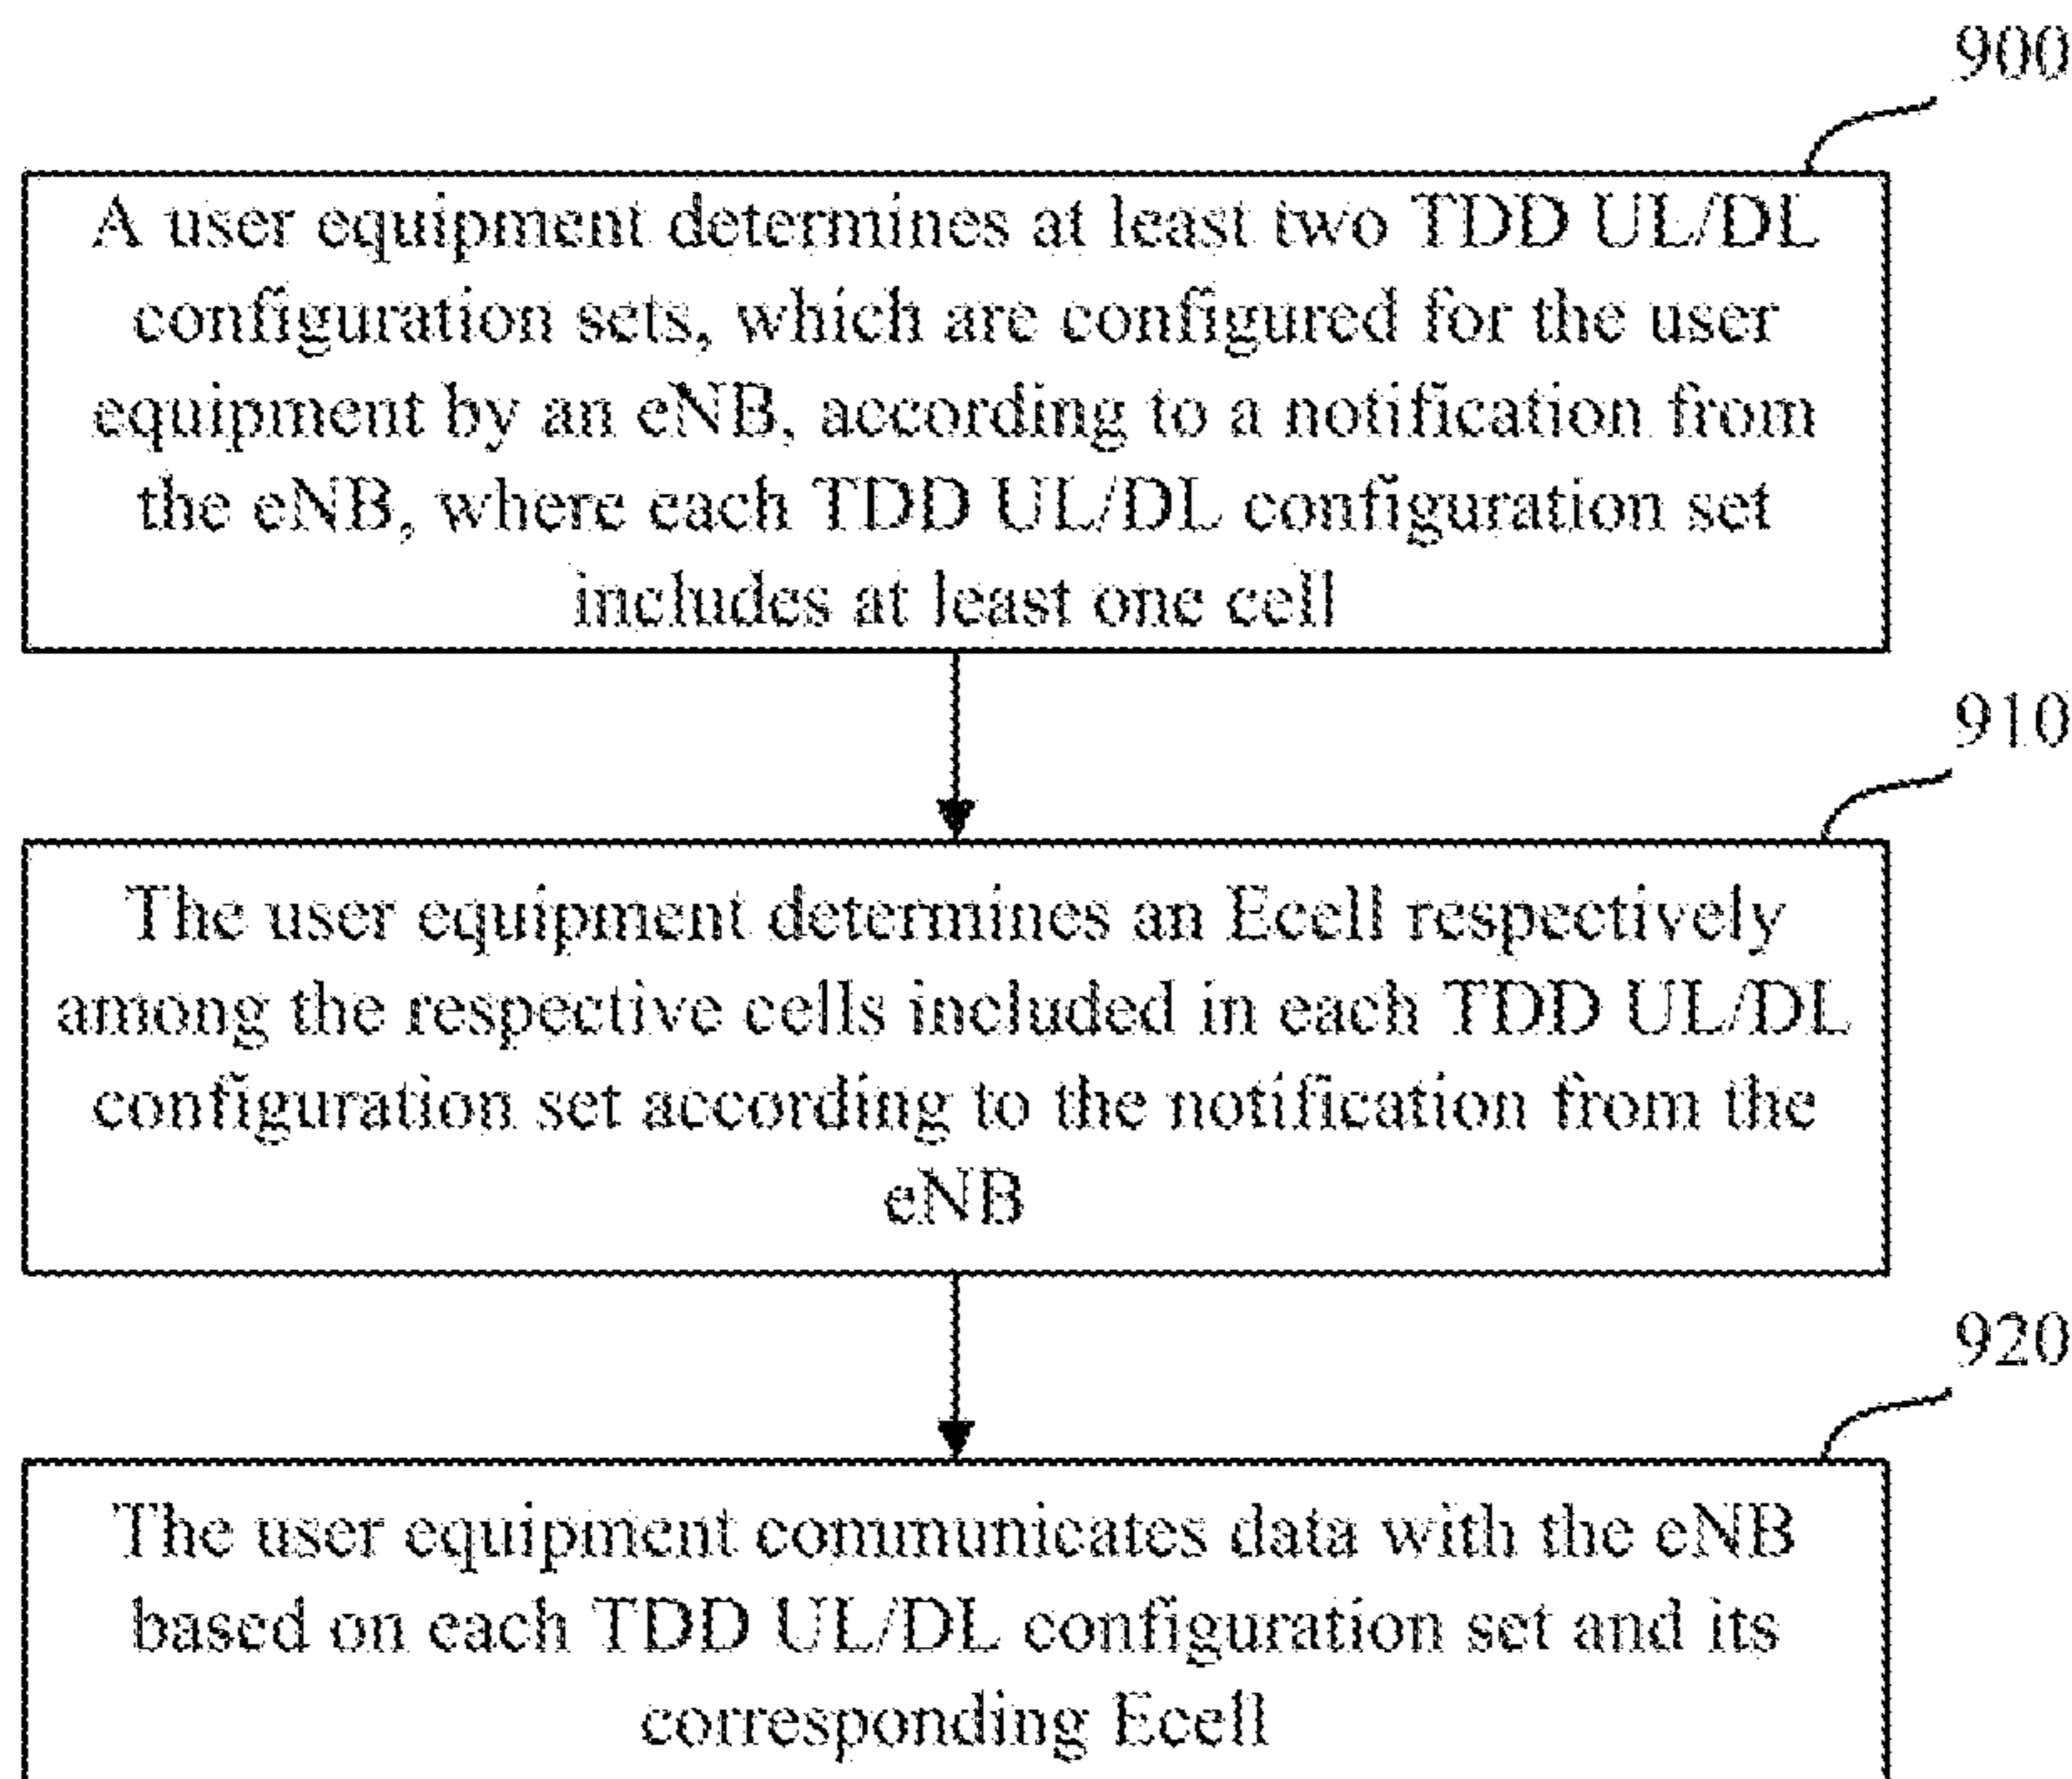 900
A user equipment determines at least two TDD UL/DL
configuration sets, which are configured for the user
equipment by an eNB, according to a notification from
the eNB, where each TDD UL/DL configuration set
includes at least one cell
910
The user equipment determines an Ecell respectively
among the respective cells included in each TDD UL/DL
configuration set according to the notification from the
eNB
920
The user equipment communicates data with the eNB
based on each TDD UL/DL configuration set and its
corresponding Ecell